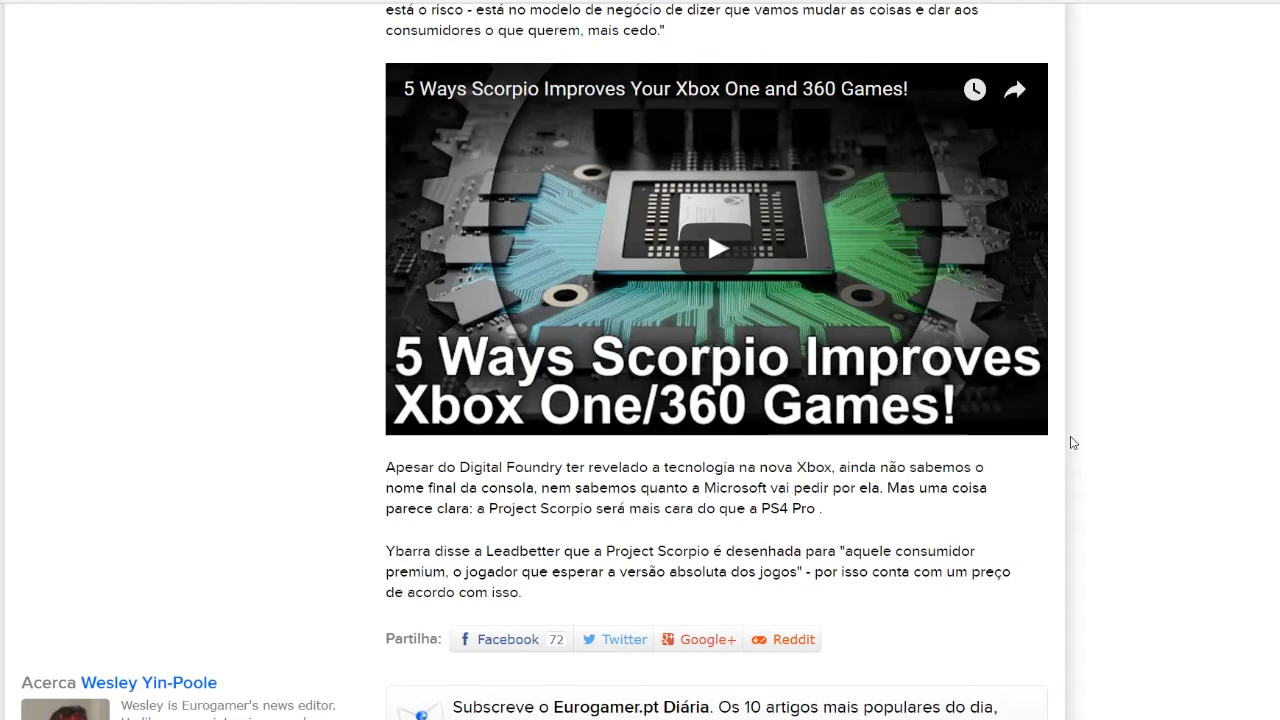 está o risco - está no modelo de negócio de dizer que vamos mudar as coisas e dar aos
consumidores o que querem, mais cedo."
5 Ways Scorpio Improves Your Xbox One and 360 Games!
5 Ways Scorpio Improves
Xbox One/360 Games!
Apesar do Digital Foundry ter revelado a tecnologia na nova Xbox, ainda não sabemos o
nome final da consola, nem sabemos quanto a Microsoft vai pedir por ela. Mas uma coisa
parece clara: a Project Scorpio será mais cara do que a PS4 Pro .
Ybarra disse a Leadbetter que a Project Scorpio é desenhada para "aquele consumidor
premium, o jogador que esperar a versão absoluta dos jogos" - por isso conta com um preço
de acordo com isso.
Partilha: Facebook 72 Twitter Google+ Reddit
Acerca Wesley Yin-Poole
Wesley is Eurogamer's news editor.
Subscreve o Eurogamer.pt Diária. Os 10 artigos mais populares do dia,